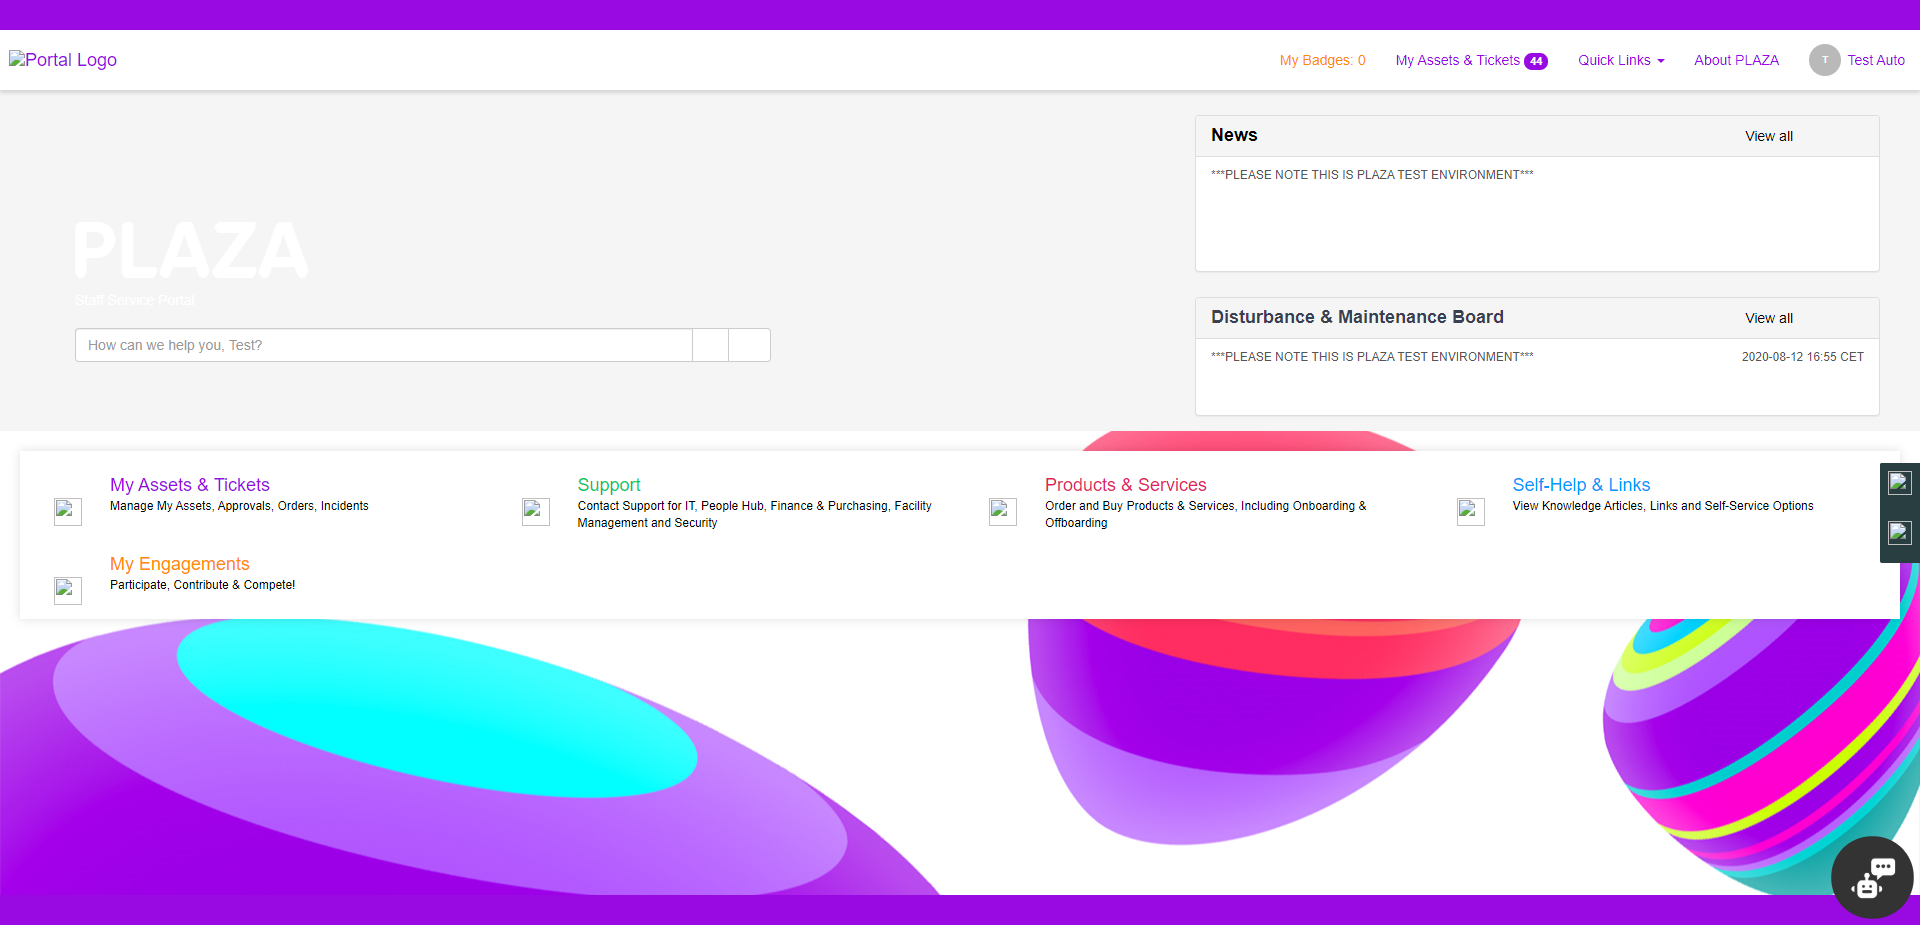 Portal Logo
My Badges: 0
My Assets & Tickets 44
Quick Links
About PLAZA
T
Test Auto
News
View all
***PLEASE NOTE THIS IS PLAZA TEST ENVIRONMENT***
PLAZA
Staff Service Portal
How can we help you, Test?
Disturbance & Maintenance Board
View all
***PLEASE NOTE THIS IS PLAZA TEST ENVIRONMENT***
2020-08-12 16:55 CET
My Assets & Tickets
Manage My Assets, Approvals, Orders, Incidents
Support
Contact Support for IT, People Hub, Finance & Purchasing, Facility
Management and Security
Products & Services
Order and Buy Products & Services, Including Onboarding &
Offboarding
Self-Help & Links
View Knowledge Articles, Links and Self-Service Options
My Engagements
Participate, Contribute & Compete!